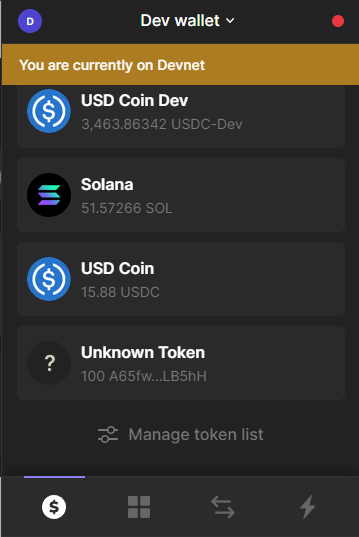 D
Dev wallet
You are currently on Devnet
USD Coin Dev
3,463.86342 USDC-Dev
Solana
51.57266 SOL
USD Coin
15.88 USDC
?
Unknown Token
100 A65fw...LB5hH
Manage token list